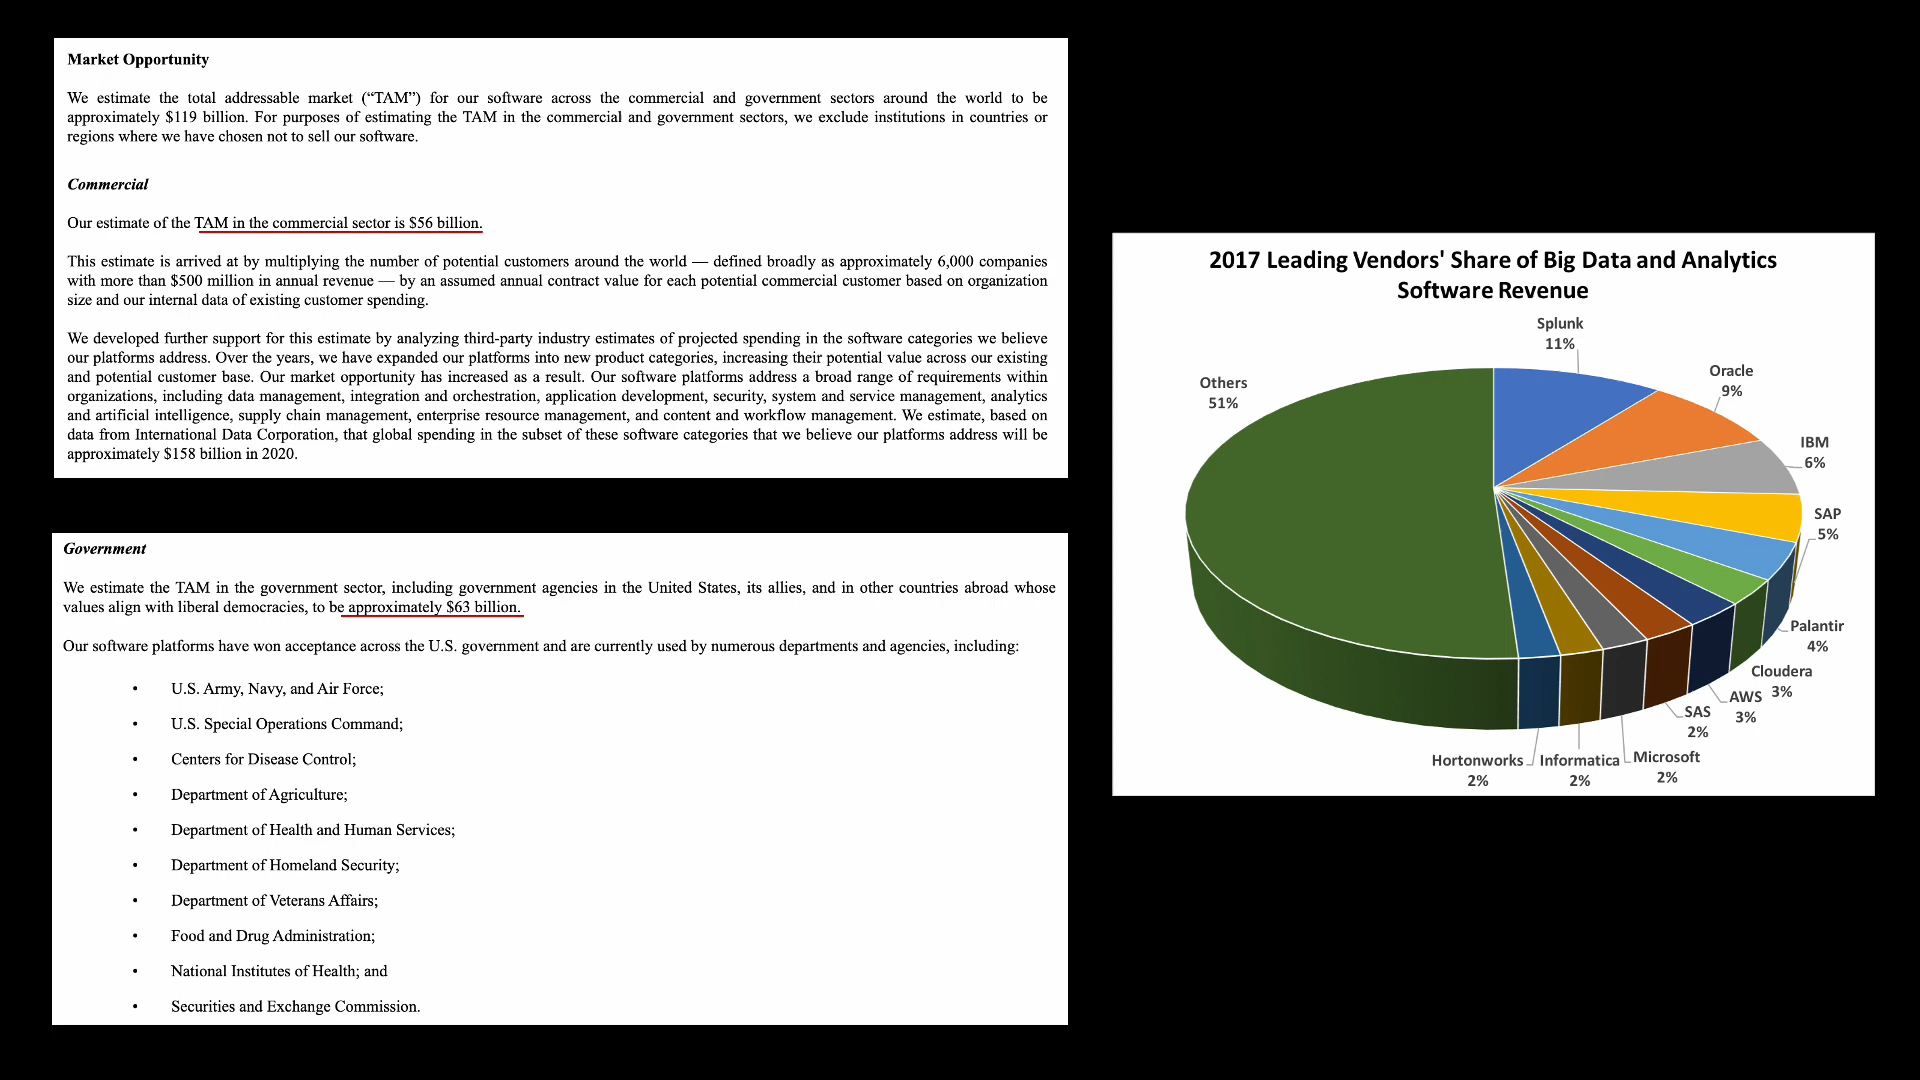 Market Opportunity
We estimate the total addressable market (“TAM”) for our software across the commercial and government sectors around the world to be
approximately $119 billion. For purposes of estimating the TAM in the commercial and government sectors, we exclude institutions in countries or
regions where we have chosen not to sell our software.
Commercial
Our estimate of the TAM in the commercial sector is $56 billion.
This estimate is arrived at by multiplying the number of potential customers around the world — defined broadly as approximately 6,000 companies
with more than $500 million in annual revenue — by an assumed annual contract value for each potential commercial customer based on organization
size and our internal data of existing customer spending.
We developed further support for this estimate by analyzing third-party industry estimates of projected spending in the software categories we believe
our platforms address. Over the years, we have expanded our platforms into new product categories, increasing their potential value across our existing
and potential customer base. Our market opportunity has increased as a result. Our software platforms address a broad range of requirements within
organizations, including data management, integration and orchestration, application development, security, system and service management, analytics
and artificial intelligence, supply chain management, enterprise resource management, and content and workflow management. We estimate, based on
data from International Data Corporation, that global spending in the subset of these software categories that we believe our platforms address will be
approximately $158 billion in 2020.
Government
We estimate the TAM in the government sector, including government agencies in the United States, its allies, and in other countries abroad whose
values align with liberal democracies, to be approximately $63 billion.
Our software platforms have won acceptance across the U.S. government and are currently used by numerous departments and agencies, including:
• U.S. Army, Navy, and Air Force;
• U.S. Special Operations Command;
• Centers for Disease Control;
• Department of Agriculture;
• Department of Health and Human Services;
• Department of Homeland Security;
• Department of Veterans Affairs;
• Food and Drug Administration;
• National Institutes of Health; and
• Securities and Exchange Commission.
2017 Leading Vendors' Share of Big Data and Analytics
Software Revenue
Splunk
11%
Oracle
9%
IBM
6%
SAP
5%
Palantir
4%
Cloudera
3%
AWS
3%
SAS
2%
Microsoft
2%
Informatica
2%
Hortonworks
2%
Others
51%